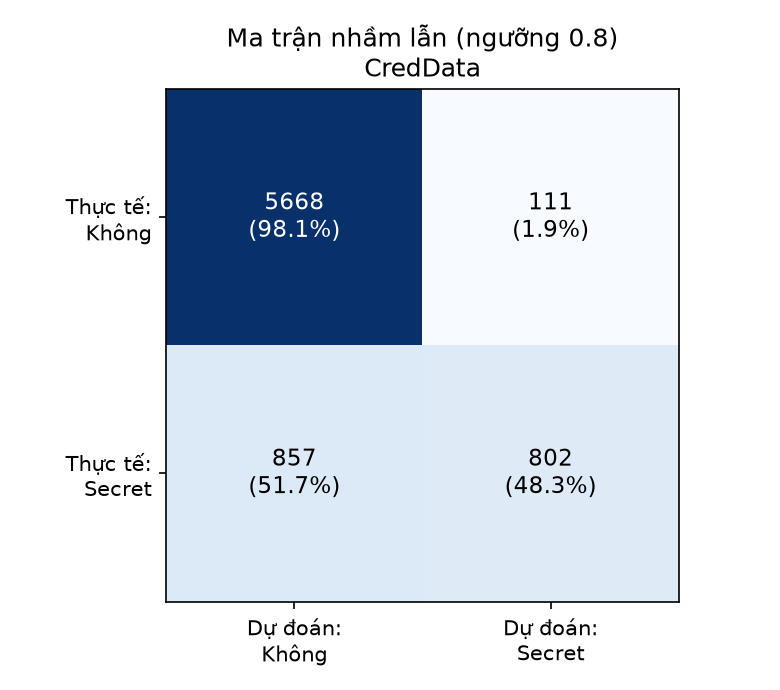 Ma trận nhầm lẫn (ngưỡng 0.8)
CredData
Thực tế:
Không
5668
(98.1%)
111
(1.9%)
Thực tế:
Secret
857
(51.7%)
802
(48.3%)
Dự đoán:
Không
Dự đoán:
Secret